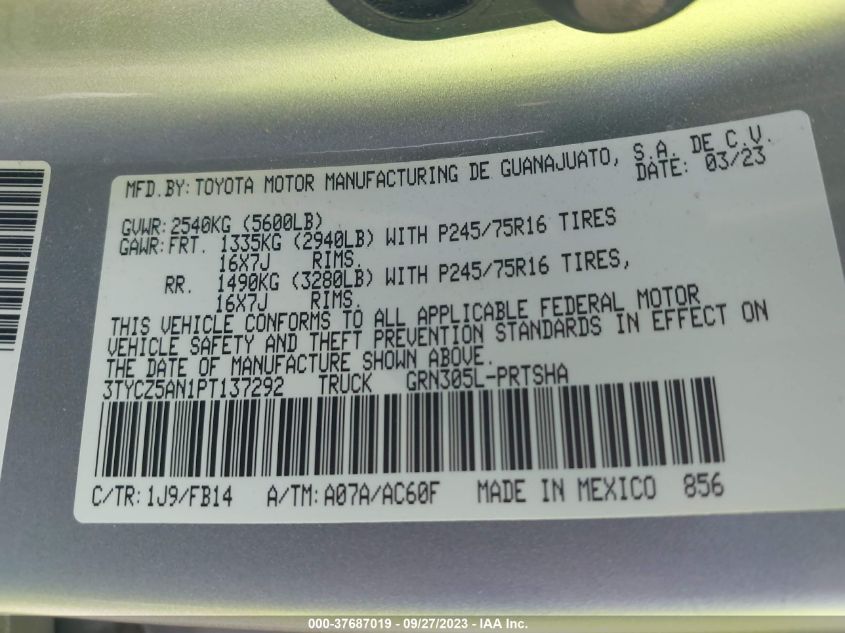 MFD.BY: TOYOTA MOTOR MANUFACTURING DE GUANAJUATO, S.A. DE C.V.
DATE: 03/23
GVWR: 2540KG (5600LB)
GAWR: FRT. 1335KG (2940LB) WITH P245/75R16 TIRES
16X7J RIMS.
RR. 1490KG (3280LB) WITH P245/75R16 TIRES,
16X7J RIMS.
THIS VEHICLE CONFORMS TO ALL APPLICABLE FEDERAL MOTOR
VEHICLE SAFETY AND THEFT PREVENTION STANDARDS IN EFFECT ON
THE DATE OF MANUFACTURE SHOWN ABOVE.
3TYCZ5AN1PT137292 TRUCK GRN305L-PRTSHA
C/TR: 1J9/FB14 A/TM: A07A/AC60F MADE IN MEXICO 856
000-37687019 - 09/27/2023 - IAA Inc.